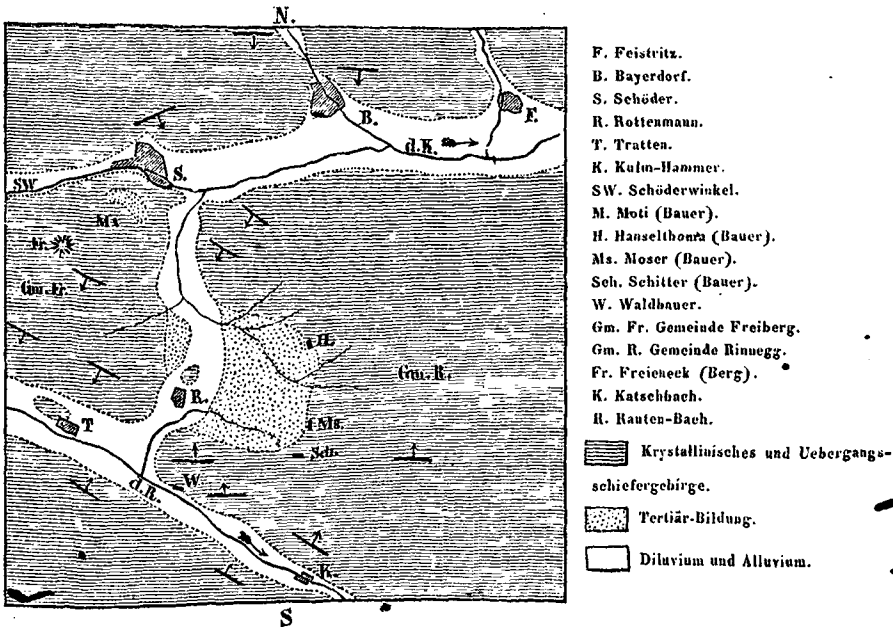 N.
B.
F.
d.K.
S.
SW
Fr.
Gm. Fr.
H.
Gm. R.
R.
Ms.
Sch.
T.
W.
d.R.
K.
S
F. Feistritz.
B. Bayerdorf.
S. Schöder.
R. Rottenmann.
T. Tratten.
K. Kulm-Hammer.
SW. Schöderwinkel.
M. Moti (Bauer).
H. Hanselthoma (Bauer).
Ms. Moser (Bauer).
Sch. Schitter (Bauer).
W. Waldbauer.
Gm. Fr. Gemeinde Freiberg.
Gm. R. Gemeinde Rinnegg.
Fr. Freieneck (Berg).
K. Katschbach.
R. Rauten-Bach.
Krystallinisches und Uebergangs-
schiefergebirge.
Tertiär-Bildung.
Diluvium und Alluvium.